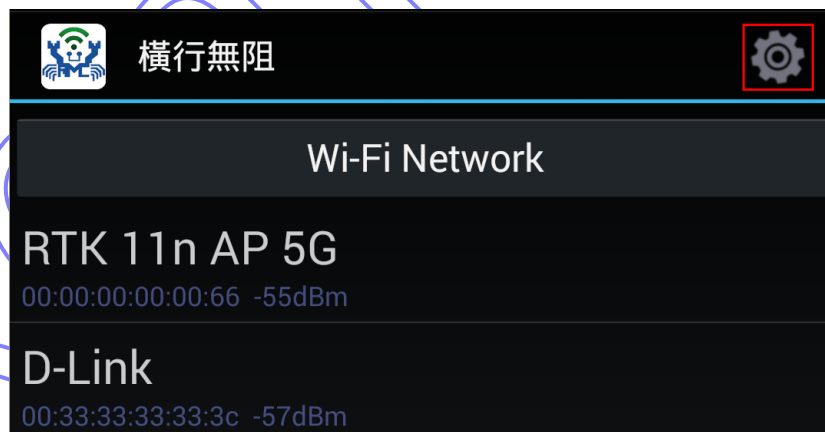 橫行無阻
Wi-Fi Network
RTK 11n AP 5G
00:00:00:00:00:66 -55dBm
D-Link
00:33:33:33:33:3c -57dBm